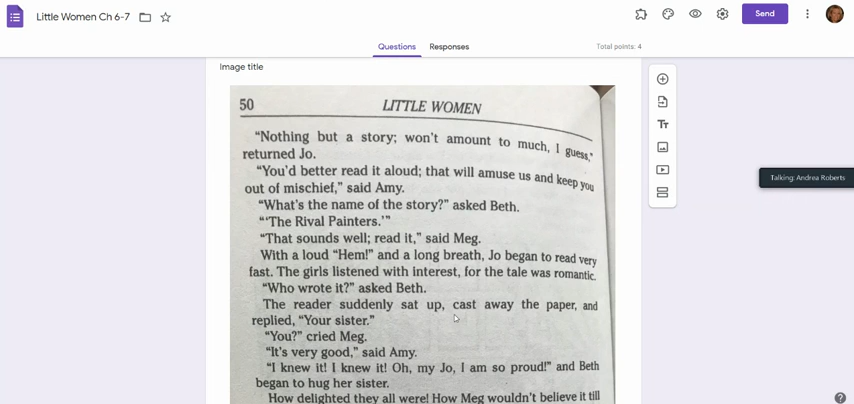 Little Women Ch 6-7
Send
Questions
Responses
Total points: 4
Image title
50
LITTLE WOMEN
"Nothing but a story; won't amount to much, I guess,"
returned Jo.
"You'd better read it aloud; that will amuse us and keep you
out of mischief," said Amy.
"What's the name of the story?" asked Beth.
"'The Rival Painters.'"
"That sounds well; read it," said Meg.
With a loud "Hem!" and a long breath, Jo began to read very
fast. The girls listened with interest, for the tale was romantic.
"Who wrote it?" asked Beth.
The reader suddenly sat up, cast away the paper, and
replied, "Your sister."
"You?" cried Meg.
"It's very good," said Amy.
"I knew it! I knew it! Oh, my Jo, I am so proud!" and Beth
began to hug her sister.
How delighted they all were! How Meg wouldn't believe it till
Tт
Talking: Andrea Roberts